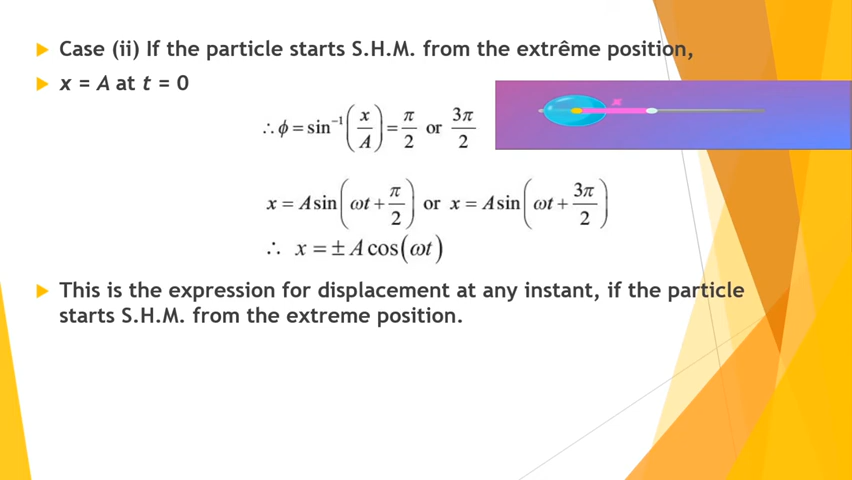 Case (ii) If the particle starts S.H.M. from the extrême position,
x = A at t = 0
x
∴ ϕ = sin⁻¹(x/A) = π/2 or 3π/2
x = A sin(ωt + π/2) or x = A sin(ωt + 3π/2)
∴ x = ± A cos(ωt)
This is the expression for displacement at any instant, if the particle
starts S.H.M. from the extreme position.